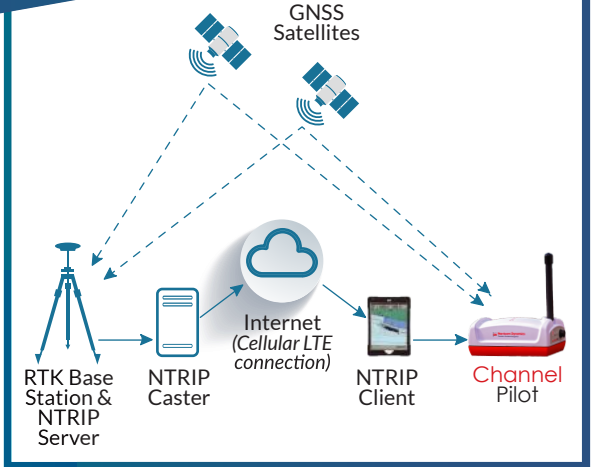 GNSS
Satellites
Internet
(Cellular LTE
connection)
RTK Base
Station &
NTRIP
Server
NTRIP
Caster
NTRIP
Client
Channel
Pilot